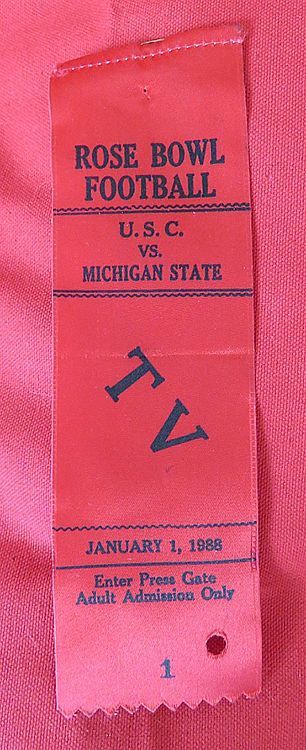 ROSE BOWL
FOOTBALL
U. S. C.
VS.
MICHIGAN STATE
TV
JANUARY 1, 1988
Enter Press Gate
Adult Admission Only
1